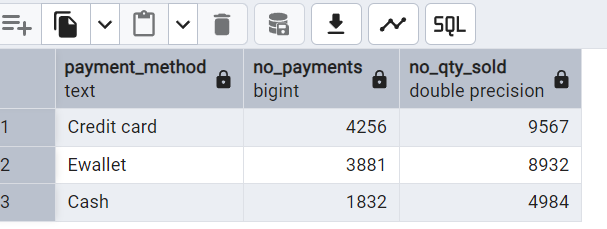 SQL
payment_method no_payments no_qty_sold
text bigint double precision
1 Credit card 4256 9567
2 Ewallet 3881 8932
3 Cash 1832 4984